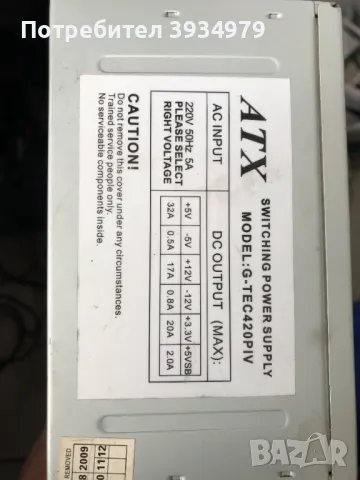 Потребител 3934979
ATX
SWITCHING POWER SUPPLY
MODEL:G-TEC420PIV
AC INPUT
DC OUTPUT (MAX):
220V 50Hz 5A
PLEASE SELECT
RIGHT VOLTAGE
+5V -5V +12V -12V +3.3V +5VSB
32A 0.5A 17A 0.8A 20A 2.0A
CAUTION!
Do not remove this cover under any circumstances.
Trained service people only.
No serviceable components inside.
11 12
2009
BAZAR